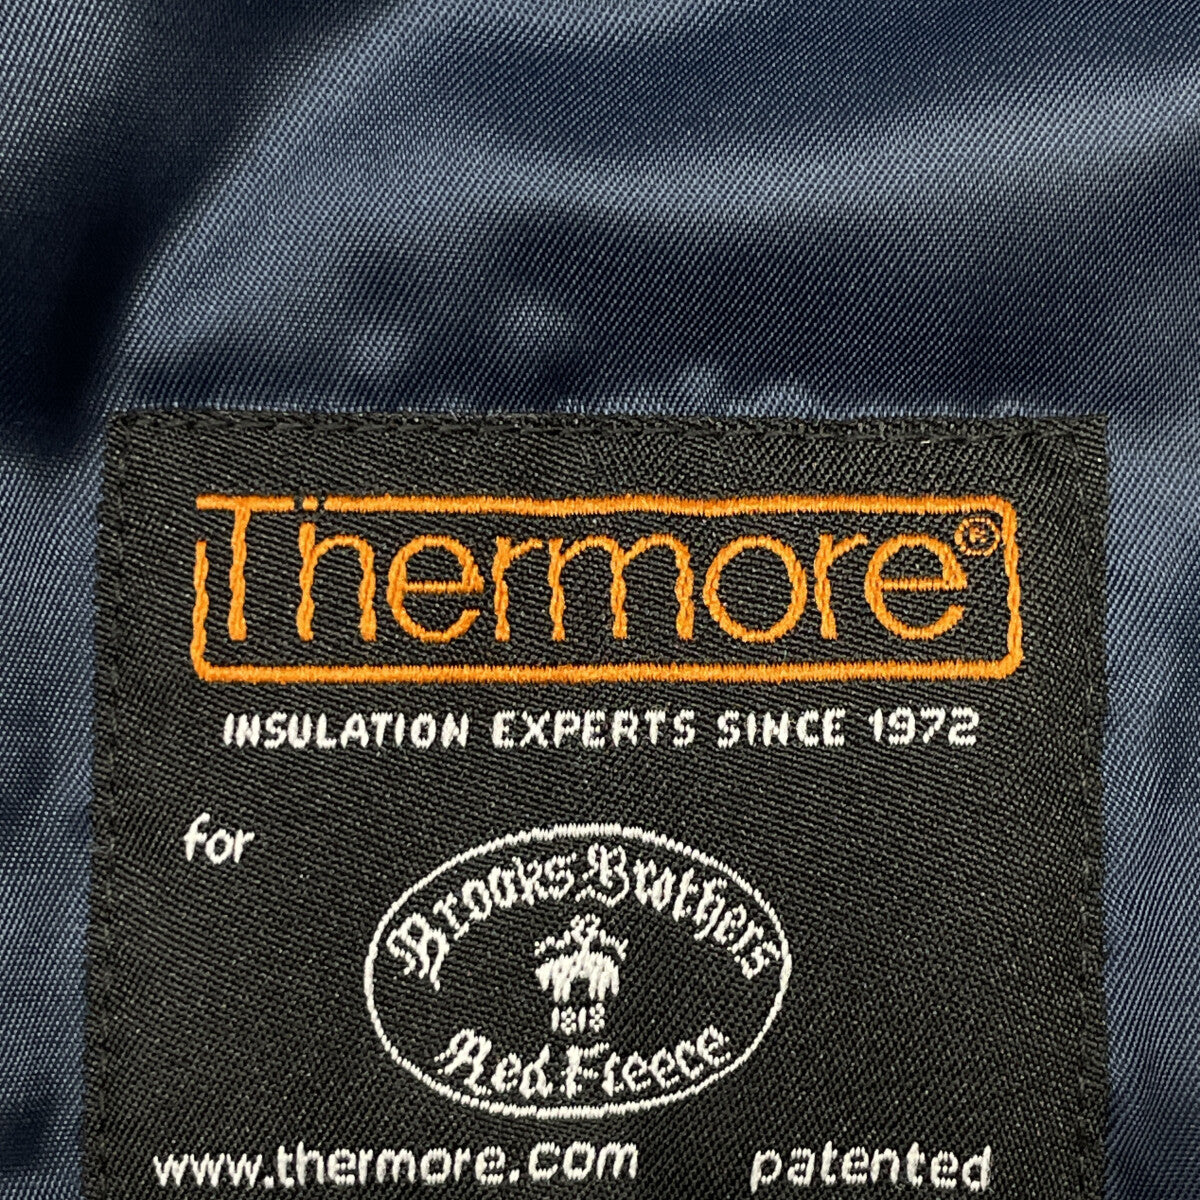 Thermore®
INSULATION EXPERTS SINCE 1972
for
Brooks Brothers
1818
Red Fleece
www.thermore.com patented